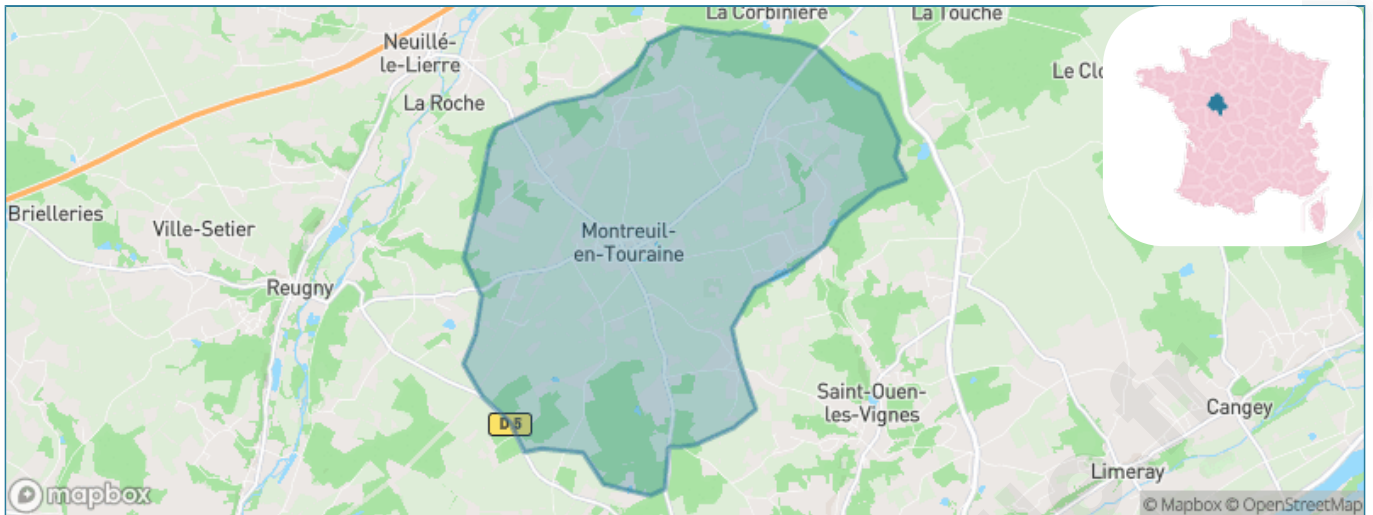 La Corbinière
La Touche
Neuillé-
le-Lierre
La Roche
Le Clo
Brielleries
Ville-Setier
Montreuil-
en-Touraine
Reugny
Saint-Ouen-
les-Vignes
Cangey
D 5
Limeray
mapbox
© Mapbox © OpenStreetMap